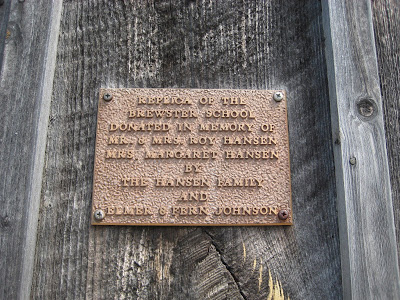 REPLICA OF THE
BREWSTER SCHOOL
DONATED IN MEMORY OF
MR. & MRS. ROY HANSEN
MRS. MARGARET HANSEN
BY
THE HANSEN FAMILY
AND
ELMER & FERN JOHNSON